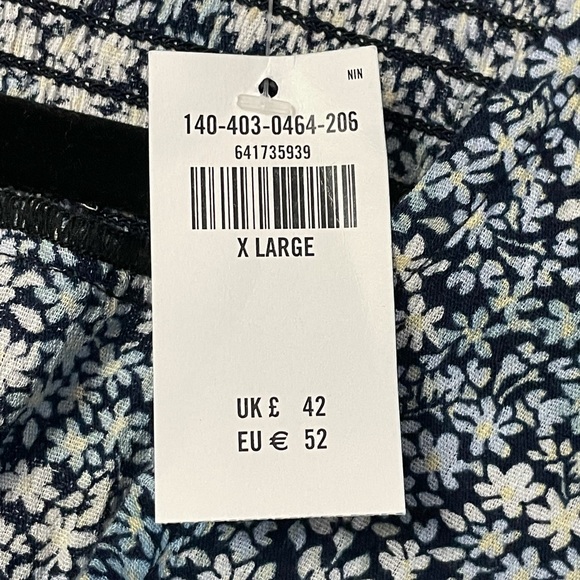 NIN
140-403-0464-206
641735939
X LARGE
UK £ 42
EU € 52